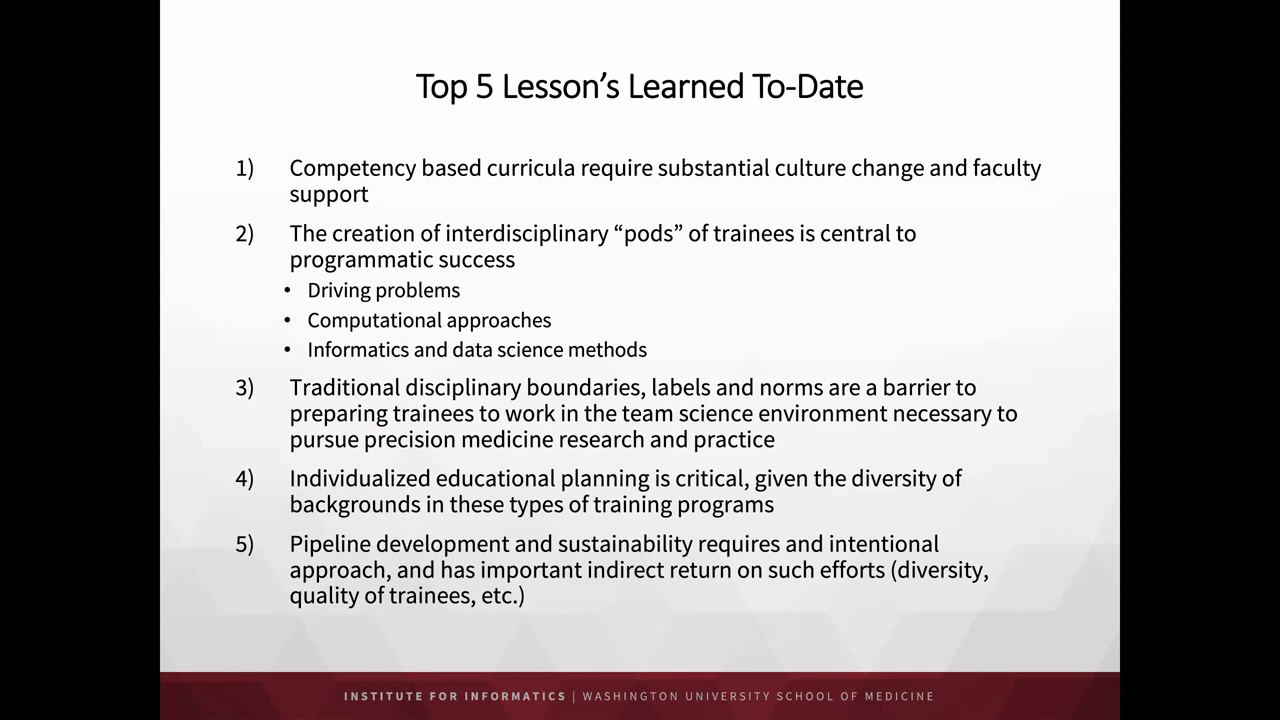 Top 5 Lesson’s Learned To-Date
1) Competency based curricula require substantial culture change and faculty
support
2) The creation of interdisciplinary “pods” of trainees is central to
programmatic success
• Driving problems
• Computational approaches
• Informatics and data science methods
3) Traditional disciplinary boundaries, labels and norms are a barrier to
preparing trainees to work in the team science environment necessary to
pursue precision medicine research and practice
4) Individualized educational planning is critical, given the diversity of
backgrounds in these types of training programs
5) Pipeline development and sustainability requires and intentional
approach, and has important indirect return on such efforts (diversity,
quality of trainees, etc.)
INSTITUTE FOR INFORMATICS | WASHINGTON UNIVERSITY SCHOOL OF MEDICINE